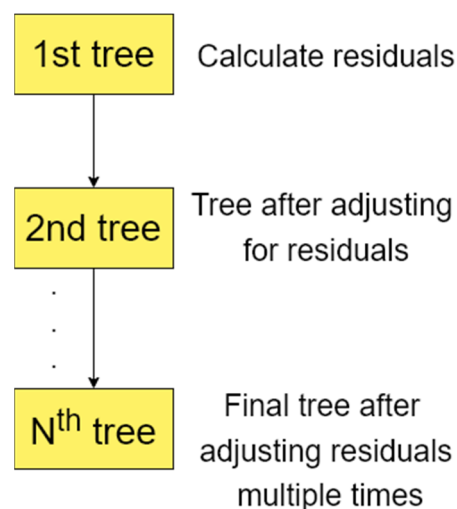 1st tree
Calculate residuals
2nd tree
Tree after adjusting
for residuals
.
.
.
Nth tree
Final tree after
adjusting residuals
multiple times